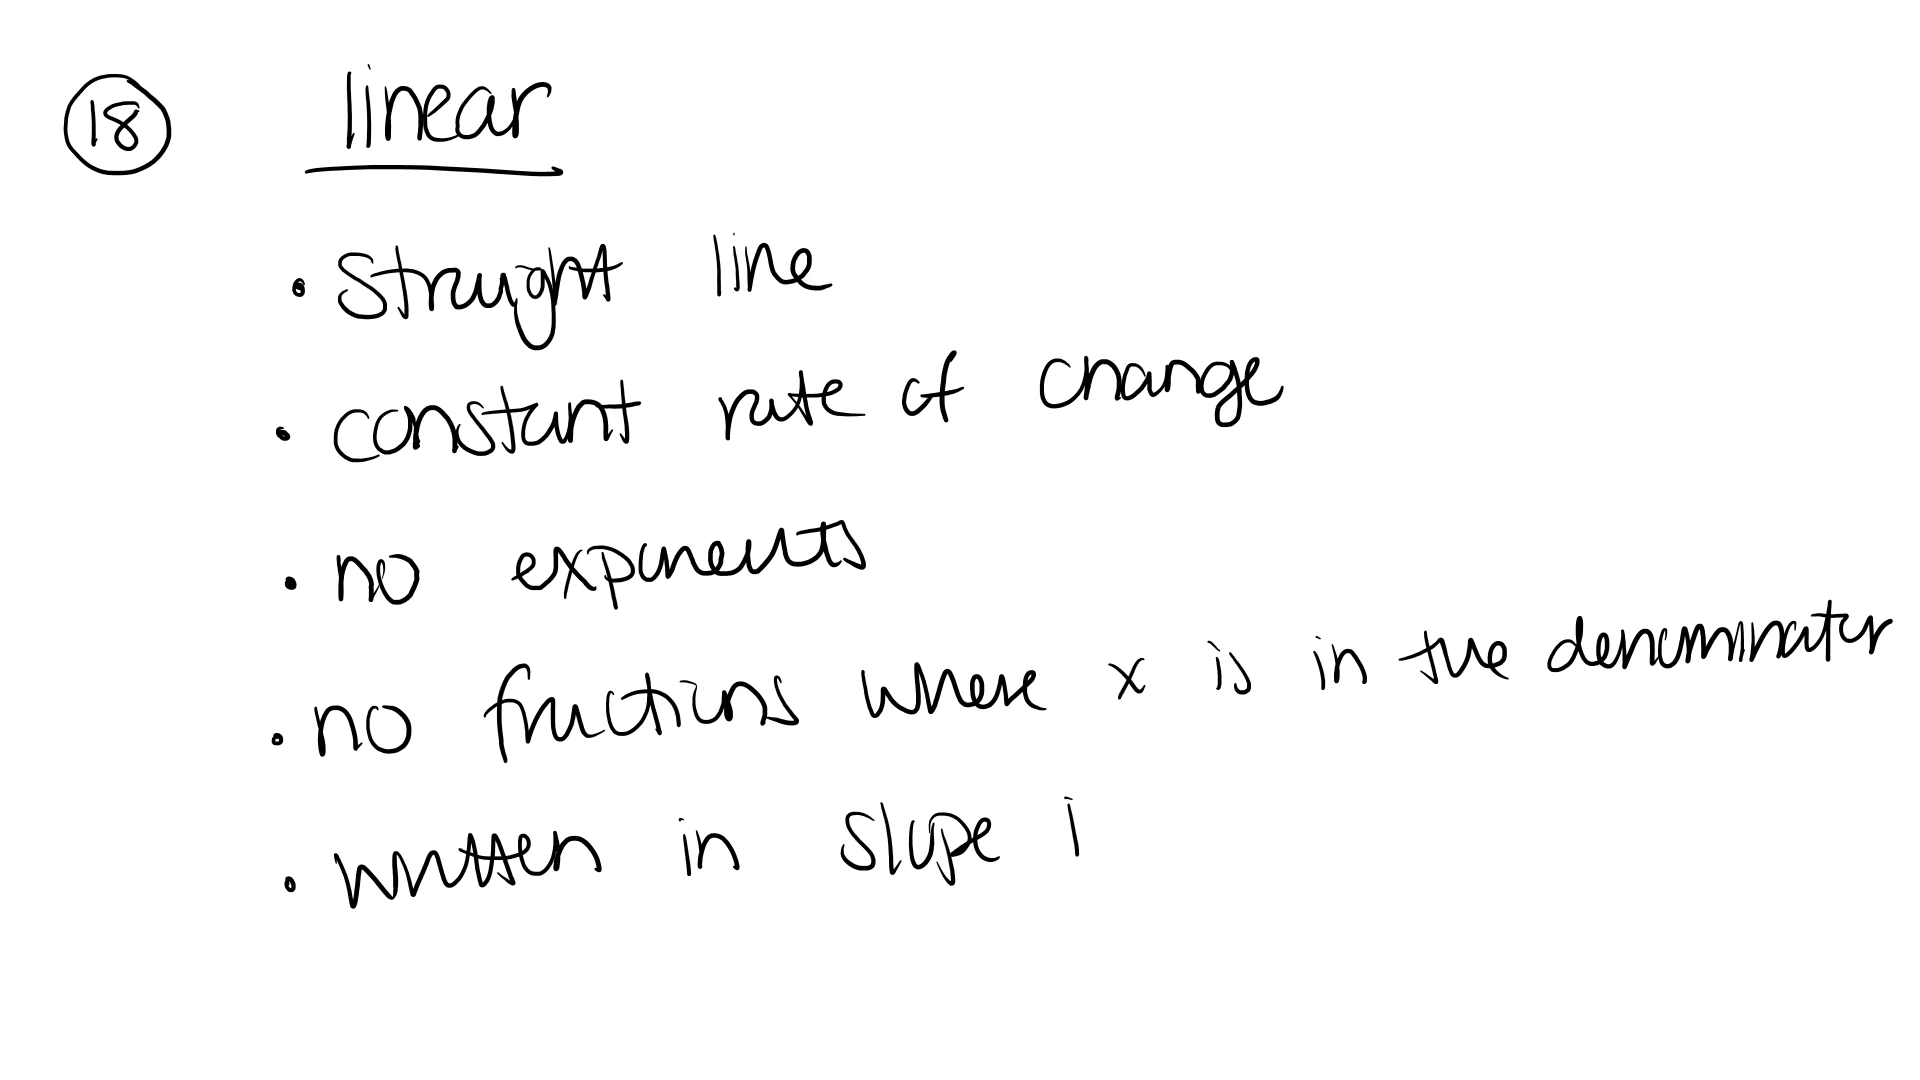 18 linear
• straight line
• constant rate of change
• no exponents
• no fractions where x is in the denominator
• written in slope i